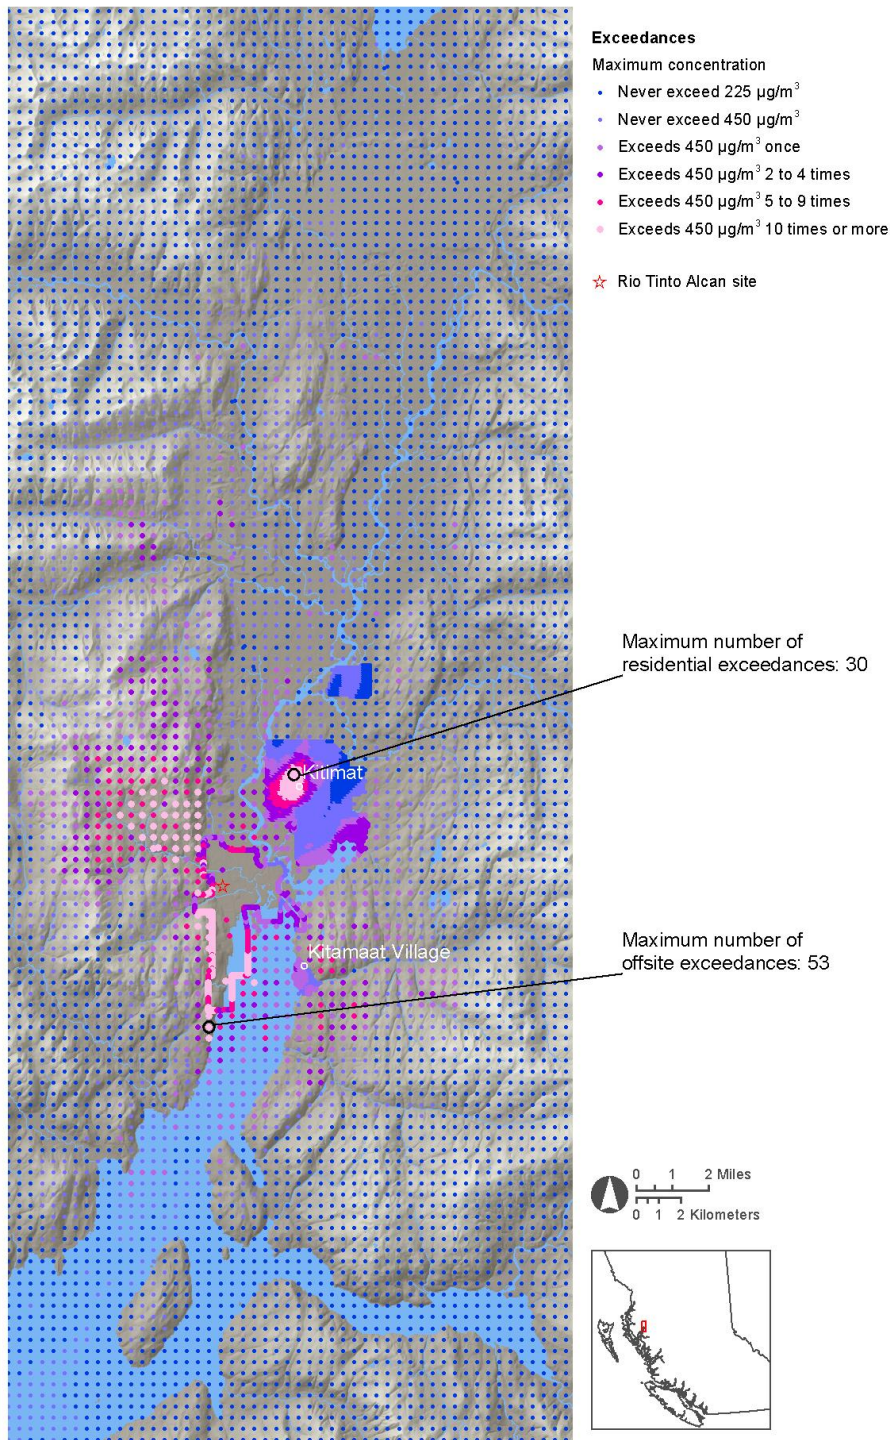 Exceedances
Maximum concentration
Never exceed 225 µg/m³
Never exceed 450 µg/m³
Exceeds 450 µg/m³ once
Exceeds 450 µg/m³ 2 to 4 times
Exceeds 450 µg/m³ 5 to 9 times
Exceeds 450 µg/m³ 10 times or more
Rio Tinto Alcan site
Maximum number of
residential exceedances: 30
Kitimat
Maximum number of
offsite exceedances: 53
Kitamaat Village
0 1 2 Miles
0 1 2 Kilometers